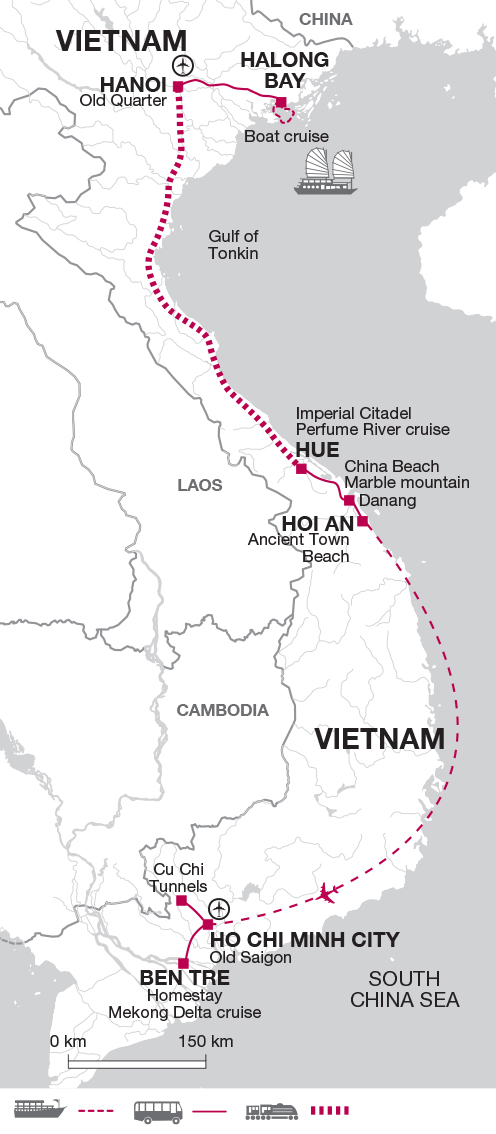 CHINA
VIETNAM
HALONG
BAY
HANOI
Old Quarter
Boat cruise
Gulf of
Tonkin
Imperial Citadel
Perfume River cruise
HUE
China Beach
Marble mountain
Danang
LAOS
HOI AN
Ancient Town
Beach
CAMBODIA
VIETNAM
Cu Chi
Tunnels
HO CHI MINH CITY
Old Saigon
BEN TRE
Homestay
Mekong Delta cruise
SOUTH
CHINA SEA
0 km 150 km